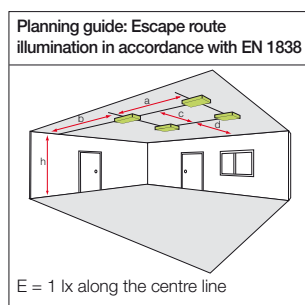 Planning guide: Escape route
illumination in accordance with EN 1838
a
b
c
d
h
E = 1 lx along the centre line